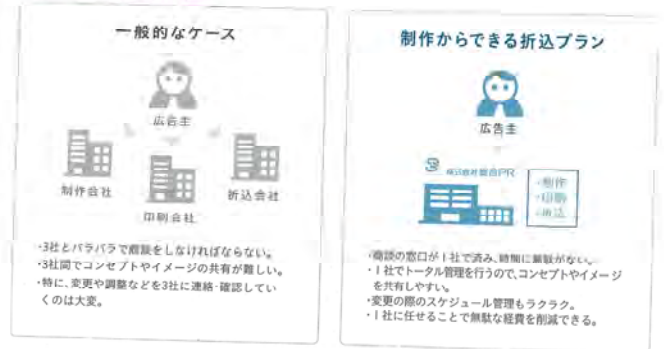 一般的なケース
広告主
制作会社
印刷会社
折込会社
・3社とバラバラで商談をしなければならない。
・3社間でコンセプトやイメージの共有が難しい。
・特に、変更や調整などを3社に連絡・確認してい
くのは大変。
制作からできる折込プラン
広告主
株式会社総合PR
・制作
・印刷
・折込
・商談の窓口が1社で済み、時間に無駄がない。
・1社でトータル管理を行うので、コンセプトやイメージ
を共有しやすい。
・変更の際のスケジュール管理もラクラク。
・1社に任せることで無駄な経費を削減できる。